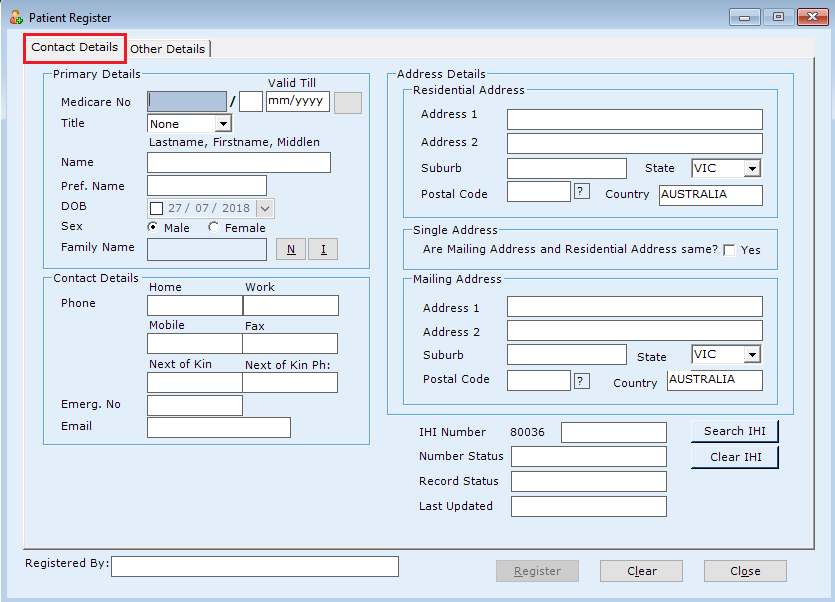 Patient Register
Contact Details Other Details
Primary Details
Valid Till
Medicare No / mm/yyyy
Title None
Lastname, Firstname, Middlen
Name
Pref. Name
DOB 27 / 07 / 2018
Sex Male Female
Family Name N I
Contact Details
Home Work
Phone
Mobile Fax
Next of Kin Next of Kin Ph:
Emerg. No
Email
Address Details
Residential Address
Address 1
Address 2
Suburb State VIC
Postal Code ? Country AUSTRALIA
Single Address
Are Mailing Address and Residential Address same? Yes
Mailing Address
Address 1
Address 2
Suburb State VIC
Postal Code ? Country AUSTRALIA
IHI Number 80036 Search IHI
Number Status Clear IHI
Record Status
Last Updated
Registered By: Register Clear Close